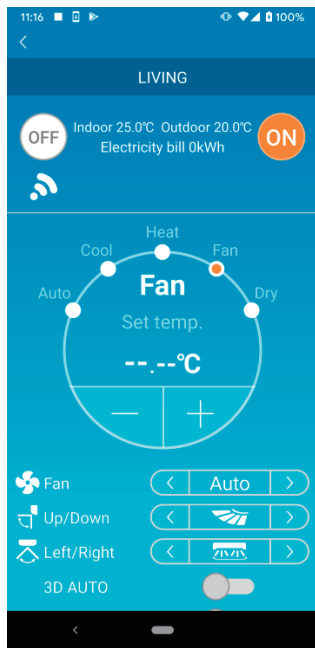 11:16 100%
LIVING
OFF
Indoor 25.0℃ Outdoor 20.0℃
Electricity bill 0kWh
ON
Heat
Cool Fan
Auto Dry
Fan
Set temp.
--.--℃
Fan Auto
Up/Down
Left/Right
3D AUTO